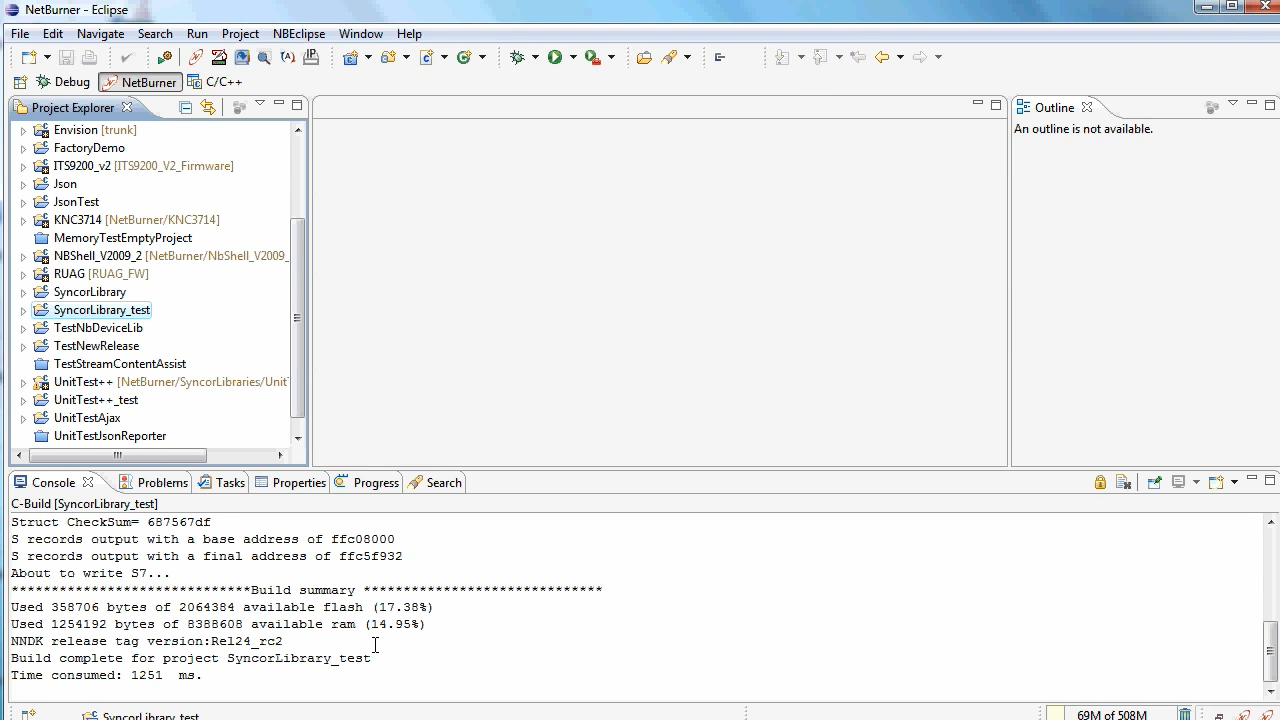 NetBurner - Eclipse
File Edit Navigate Search Run Project NBEclipse Window Help
Debug NetBurner C/C++
Project Explorer
Envision [trunk]
FactoryDemo
ITS9200_v2 [ITS9200_V2_Firmware]
Json
JsonTest
KNC3714 [NetBurner/KNC3714]
MemoryTestEmptyProject
NBShell_V2009_2 [NetBurner/NbShell_V2009_
RUAG [RUAG_FW]
SyncorLibrary
SyncorLibrary_test
TestNbDeviceLib
TestNewRelease
TestStreamContentAssist
UnitTest++ [NetBurner/SyncorLibraries/Unit
UnitTest++_test
UnitTestAjax
UnitTestJsonReporter
Outline
An outline is not available.
Console Problems Tasks Properties Progress Search
C-Build [SyncorLibrary_test]
Struct CheckSum= 687567df
S records output with a base address of ffc08000
S records output with a final address of ffc5f932
About to write S7...
******************************Build summary ******************************
Used 358706 bytes of 2064384 available flash (17.38%)
Used 1254192 bytes of 8388608 available ram (14.95%)
NNDK release tag version:Rel24_rc2
Build complete for project SyncorLibrary_test
Time consumed: 1251  ms.
SyncorLibrary_test
69M of 508M